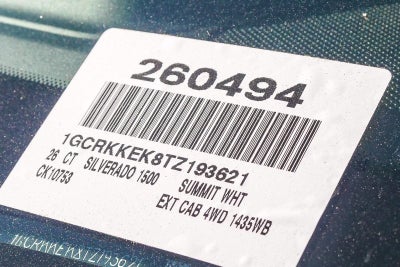 260494
1GCRKKEK8TZ193621
26 CT SILVERADO 1500 SUMMIT WHT
CK10753 EXT CAB 4WD 1435WB